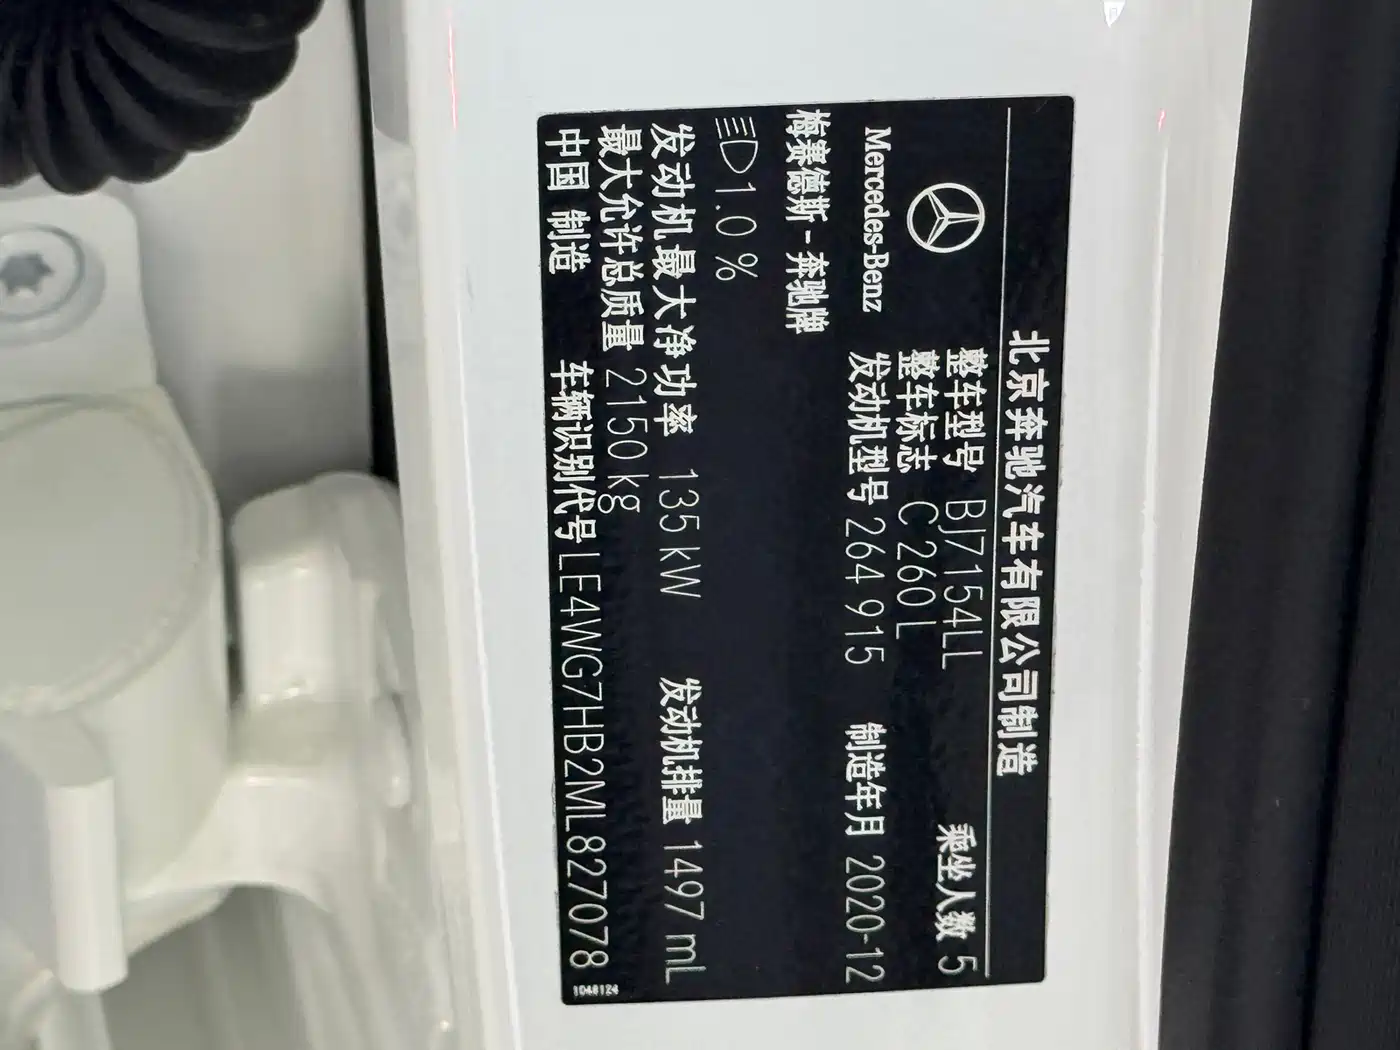 北京奔驰汽车有限公司制造
Mercedes-Benz
梅赛德斯-奔驰牌
整车型号 BJ7154LL 乘坐人数 5
整车标志 C 260 L
发动机型号 264 915 制造年月 2020-12
1.0 %
发动机最大净功率 135 kW 发动机排量 1497 mL
最大允许总质量 2150 kg
中国 制造 车辆识别代号 LE4WG7HB2ML827078
1048124